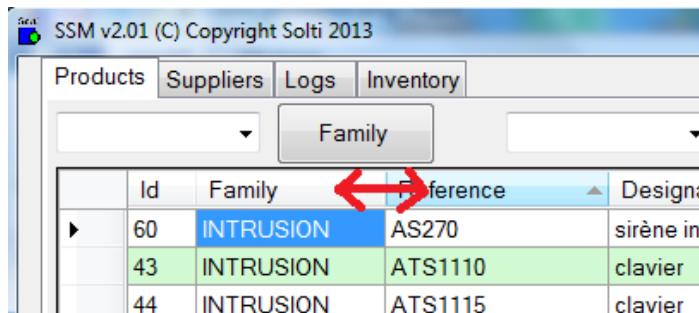 SSM v2.01 (C) Copyright Solti 2013
Products Suppliers Logs Inventory
Family
Id Family Reference Designa
60 INTRUSION AS270 sirène in
43 INTRUSION ATS1110 clavier
44 INTRUSION ATS1115 clavier